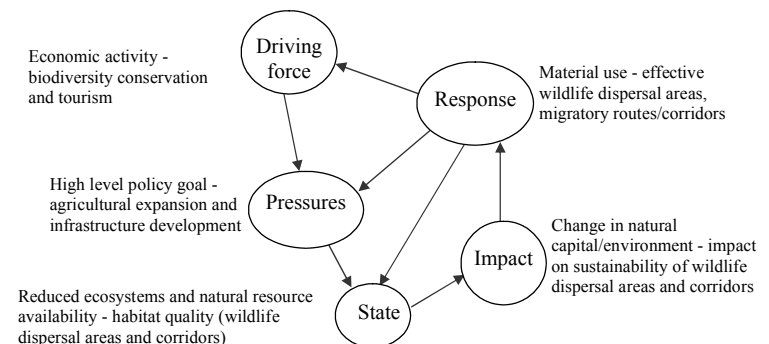 Driving
force
Economic activity -
biodiversity conservation
and tourism
Response
Material use - effective
wildlife dispersal areas,
migratory routes/corridors
High level policy goal -
agricultural expansion and
infrastructure development
Pressures
Impact
Change in natural
capital/environment - impact
on sustainability of wildlife
dispersal areas and corridors
Reduced ecosystems and natural resource
availability - habitat quality (wildlife
dispersal areas and corridors)
State